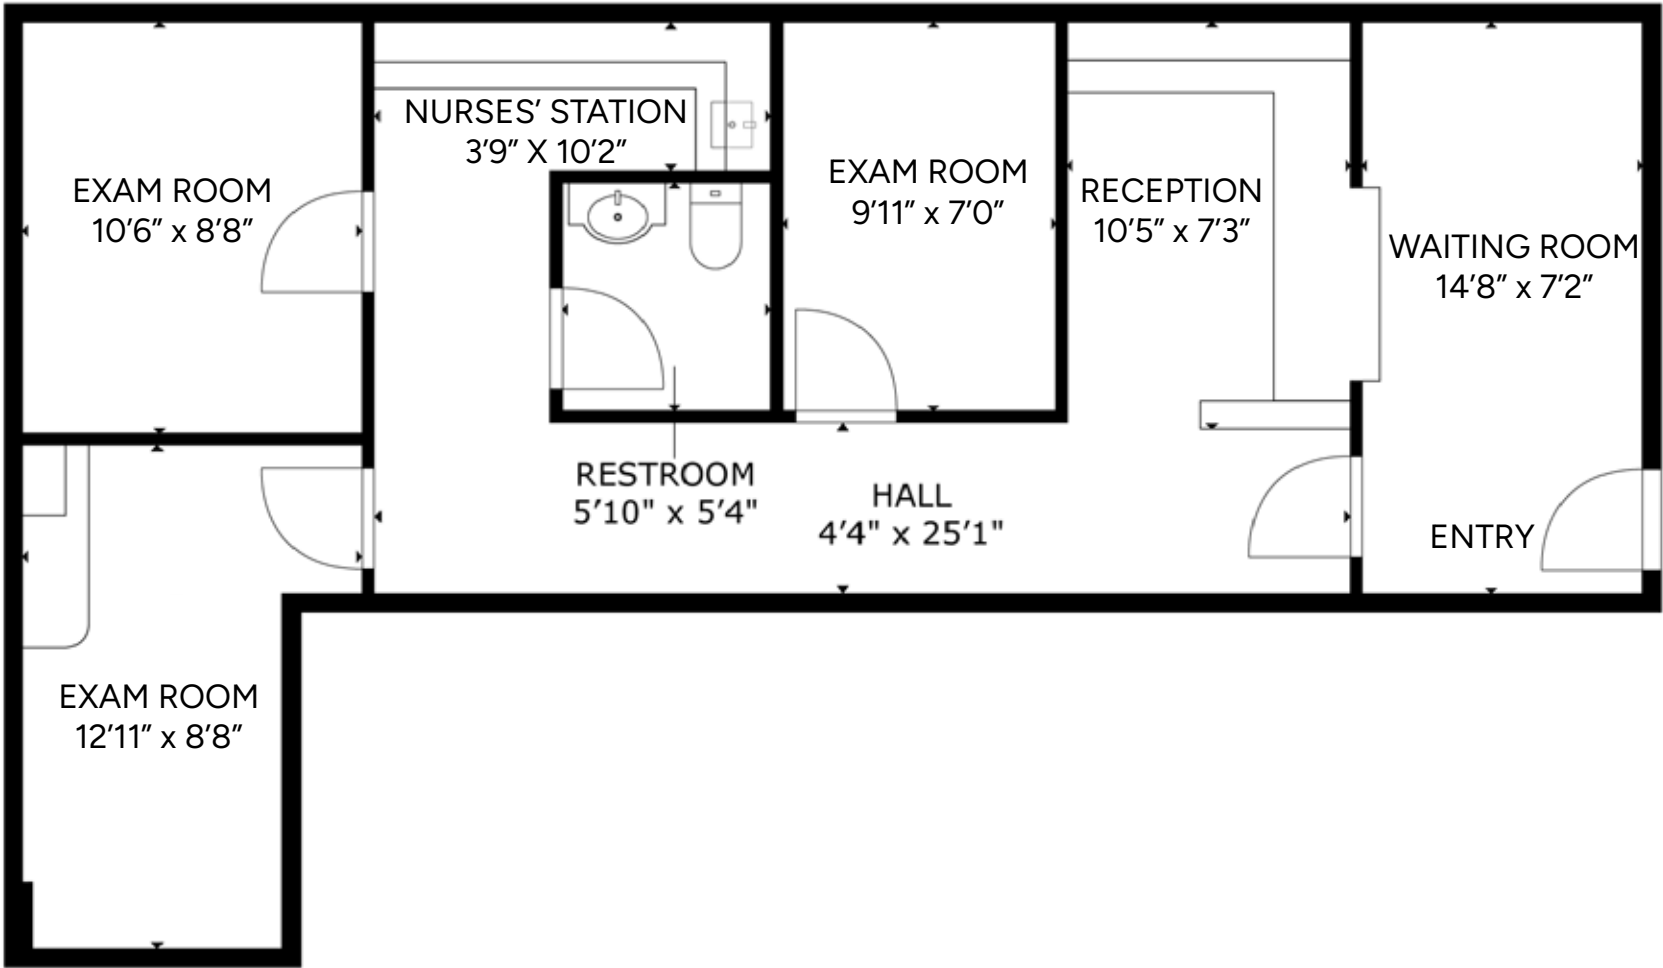 NURSES’ STATION
3’9” X 10’2”
EXAM ROOM
10’6” x 8’8”
EXAM ROOM
9’11” x 7’0”
RECEPTION
10’5” x 7’3”
WAITING ROOM
14’8” x 7’2”
RESTROOM
5'10" x 5'4"
HALL
4'4" x 25'1"
ENTRY
EXAM ROOM
12’11” x 8’8”